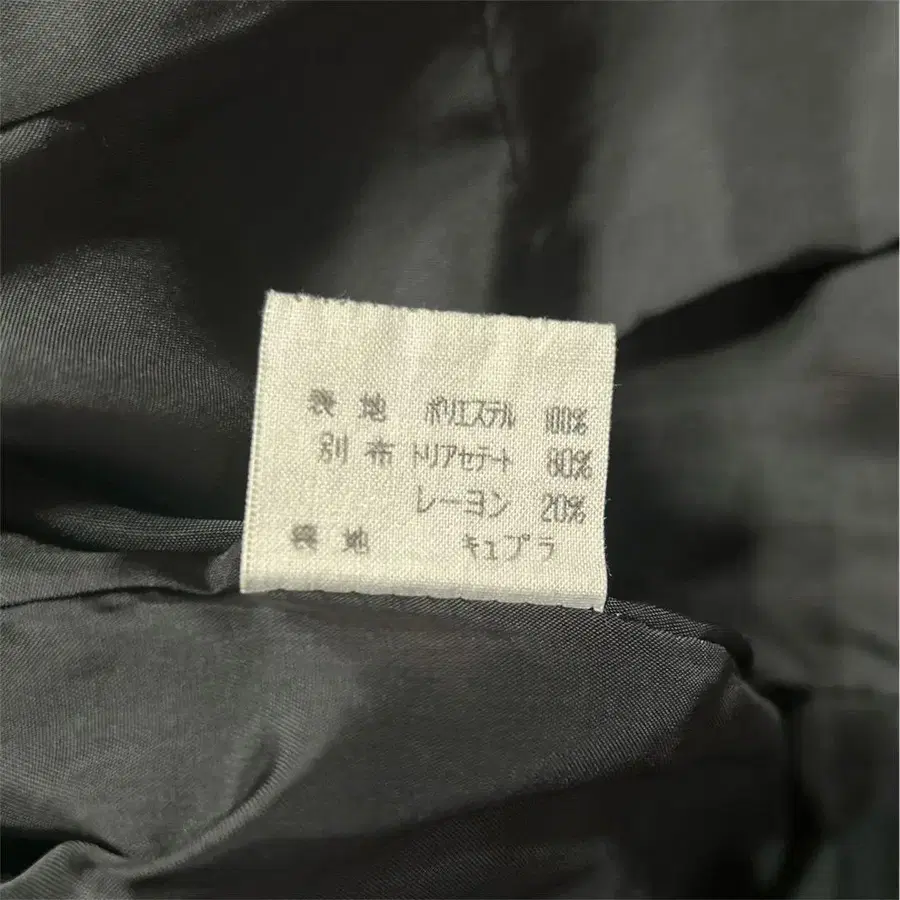 表地 ポリエステル 100%
別布 トリアセテート 80%
レーヨン 20%
裏地 キュプラ